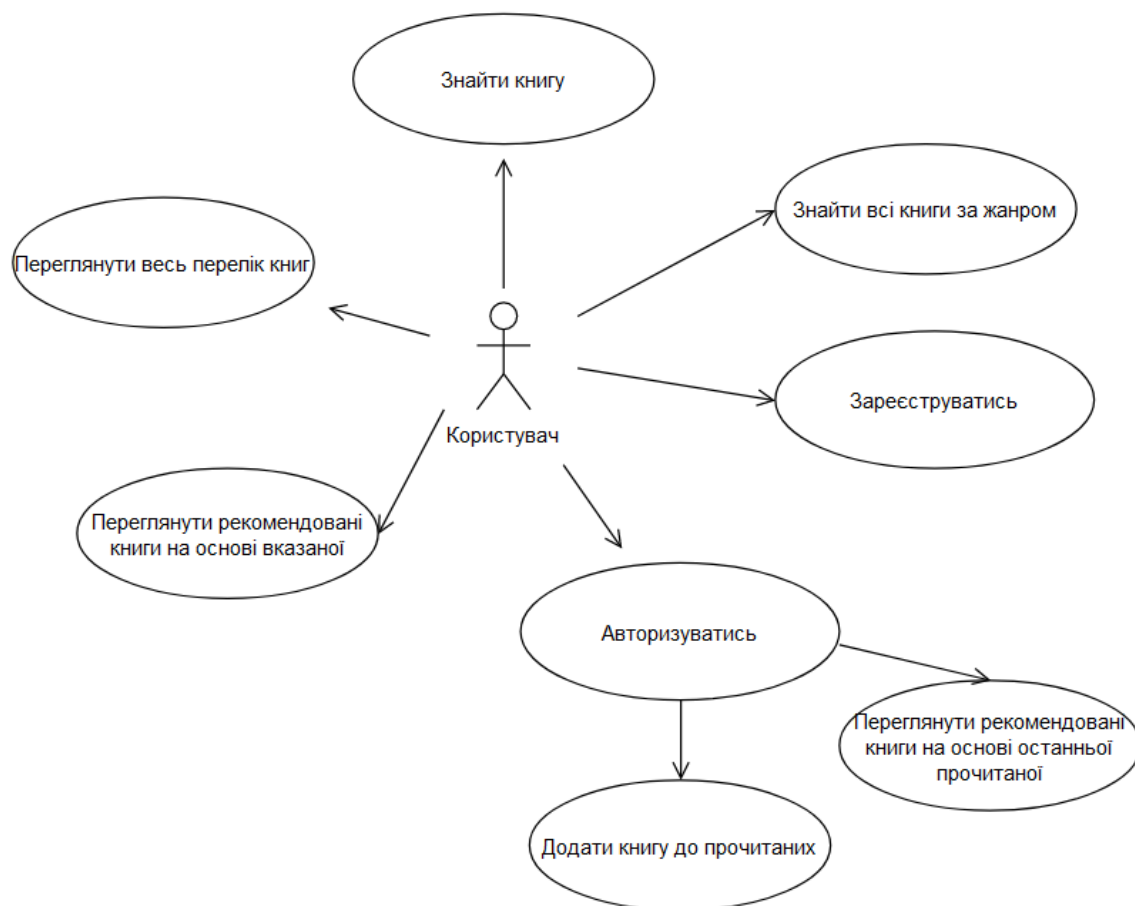 Знайти книгу
Знайти всі книги за жанром
Переглянути весь перелік книг
Зареєструватись
Користувач
Переглянути рекомендовані
книги на основі вказаної
Авторизуватись
Переглянути рекомендовані
книги на основі останньої
прочитаної
Додати книгу до прочитаних